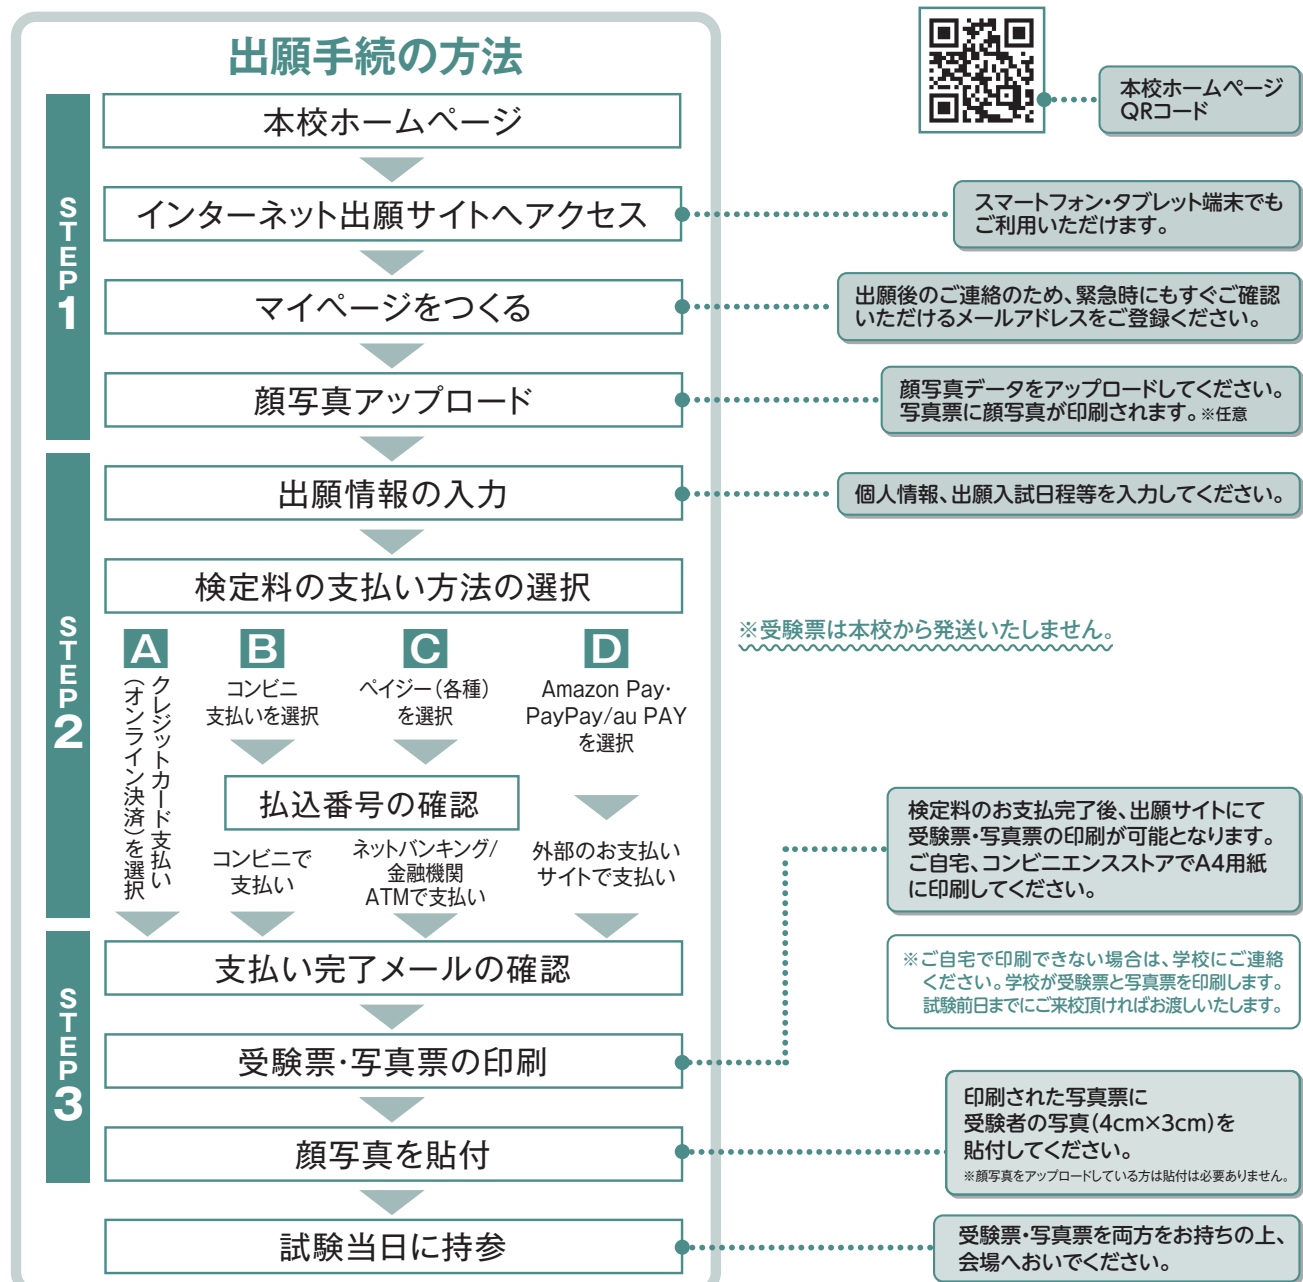 出願手続の方法
本校ホームページ
QRコード
STEP1
本校ホームページ
インターネット出願サイトへアクセス
スマートフォン・タブレット端末でも
ご利用いただけます。
マイページをつくる
出願後のご連絡のため、緊急時にもすぐご確認
いただけるメールアドレスをご登録ください。
顔写真アップロード
顔写真データをアップロードしてください。
写真票に顔写真が印刷されます。※任意
STEP2
出願情報の入力
個人情報、出願入試日程等を入力してください。
検定料の支払い方法の選択
※受験票は本校から発送いたしません。
A
クレジットカード支払い
(オンライン決済)を選択
B
コンビニ
支払いを選択
C
ペイジー(各種)
を選択
D
Amazon Pay・
PayPay/au PAY
を選択
払込番号の確認
コンビニで
支払い
ネットバンキング/
金融機関
ATMで支払い
外部のお支払い
サイトで支払い
STEP3
支払い完了メールの確認
受験票・写真票の印刷
検定料のお支払完了後、出願サイトにて
受験票・写真票の印刷が可能となります。
ご自宅、コンビニエンスストアでA4用紙
に印刷してください。
※ご自宅で印刷できない場合は、学校にご連絡
ください。学校が受験票と写真票を印刷します。
試験前日までにご来校頂ければお渡しいたします。
顔写真を貼付
印刷された写真票に
受験者の写真(4cm×3cm)を
貼付してください。
※顔写真をアップロードしている方は貼付は必要ありません。
試験当日に持参
受験票・写真票を両方をお持ちの上、
会場へおいでください。